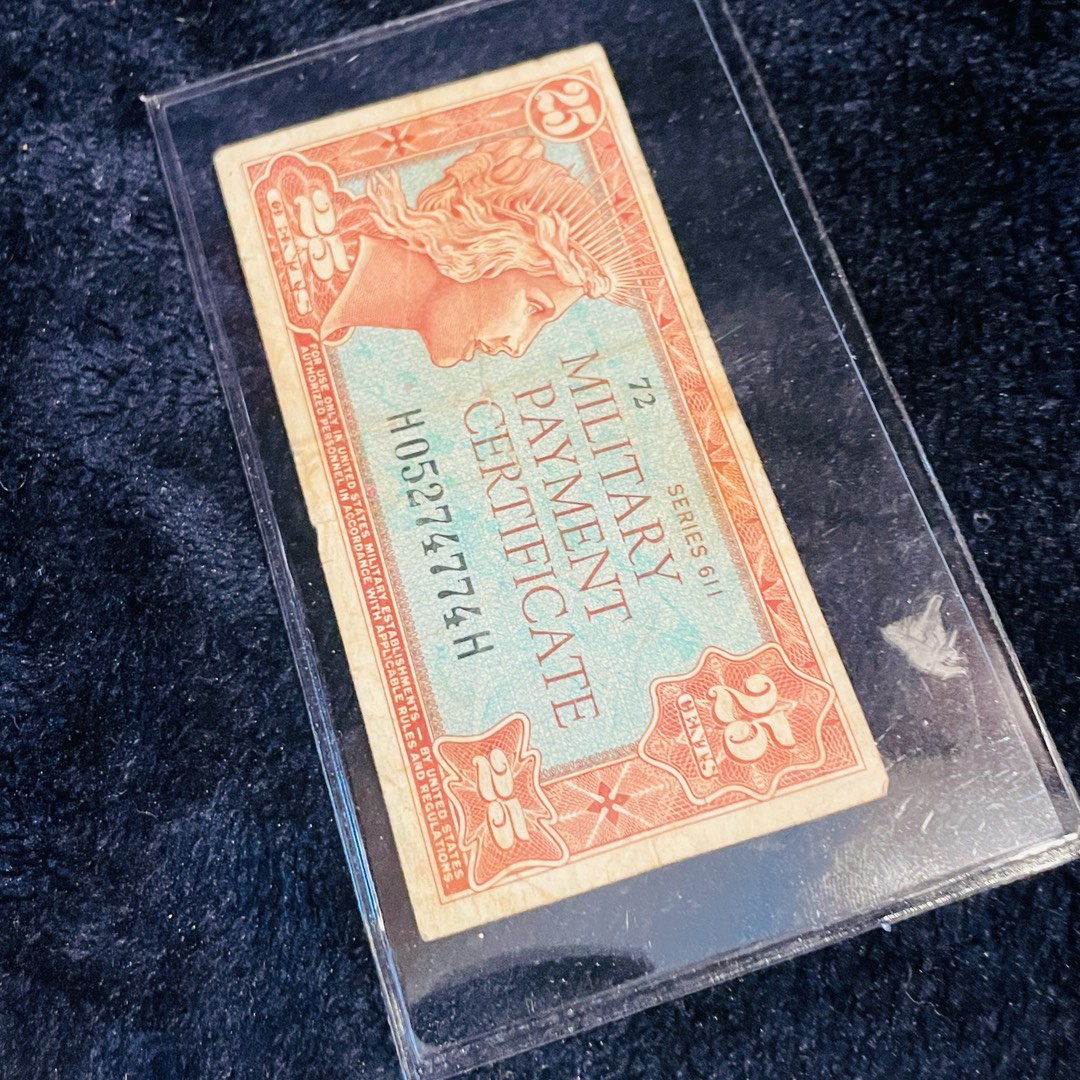 25
SERIES 611
72
MILITARY
PAYMENT
CERTIFICATE
25
CENTS
H05274774H
25
CENTS
25
FOR USE ONLY IN UNITED STATES MILITARY ESTABLISHMENTS — BY UNITED STATES
AUTHORIZED PERSONNEL IN ACCORDANCE WITH APPLICABLE RULES AND REGULATIONS.